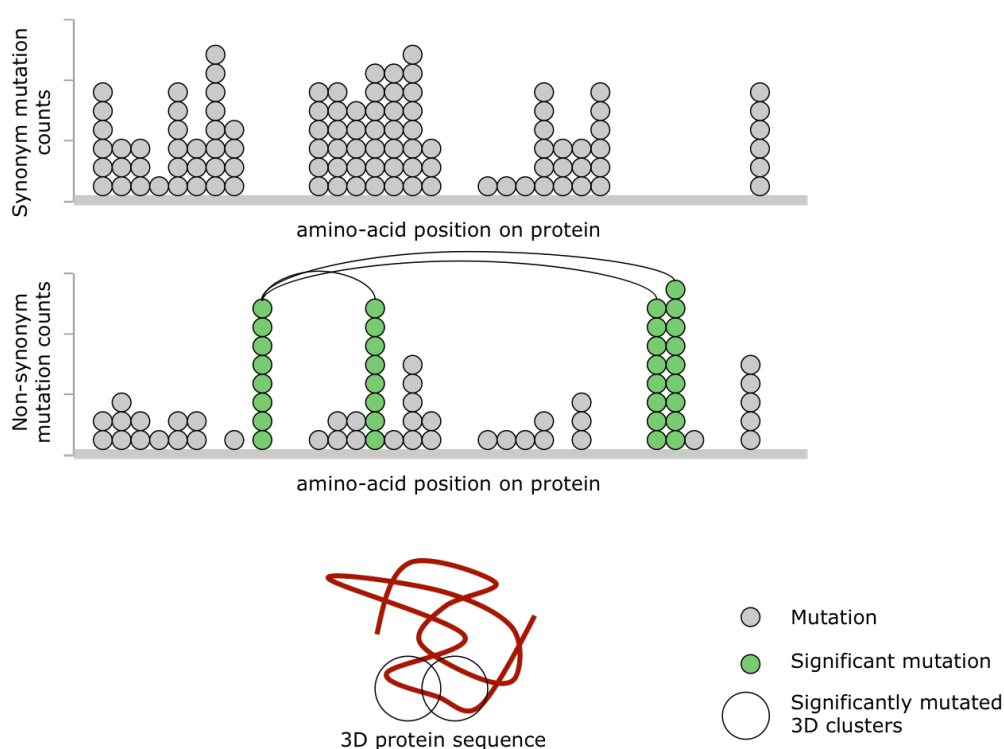 Synonym mutation
counts
amino-acid position on protein
Non-synonym
mutation counts
amino-acid position on protein
3D protein sequence
Mutation
Significant mutation
Significantly mutated
3D clusters